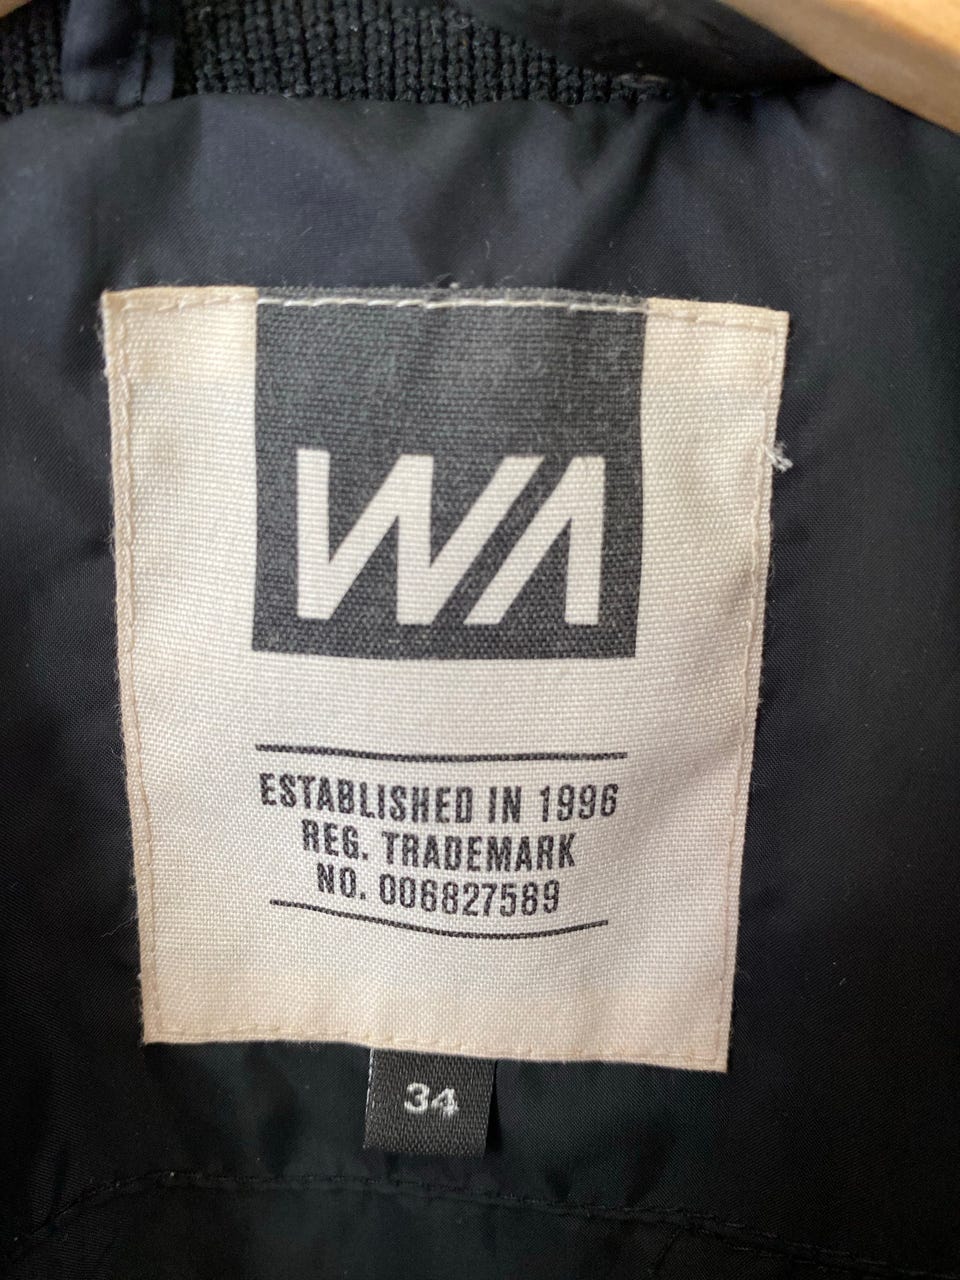 WA
ESTABLISHED IN 1996
REG. TRADEMARK
NO. 006827589
34